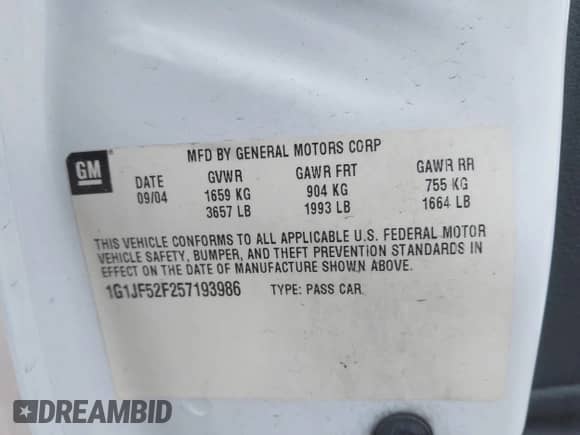 GM
MFD BY GENERAL MOTORS CORP
DATE GVWR GAWR FRT GAWR RR
09/04 1659 KG 904 KG 755 KG
3657 LB 1993 LB 1664 LB
THIS VEHICLE CONFORMS TO ALL APPLICABLE U.S. FEDERAL MOTOR
VEHICLE SAFETY, BUMPER, AND THEFT PREVENTION STANDARDS IN
EFFECT ON THE DATE OF MANUFACTURE SHOWN ABOVE.
1G1JF52F257193986 TYPE: PASS CAR
DREAMBID